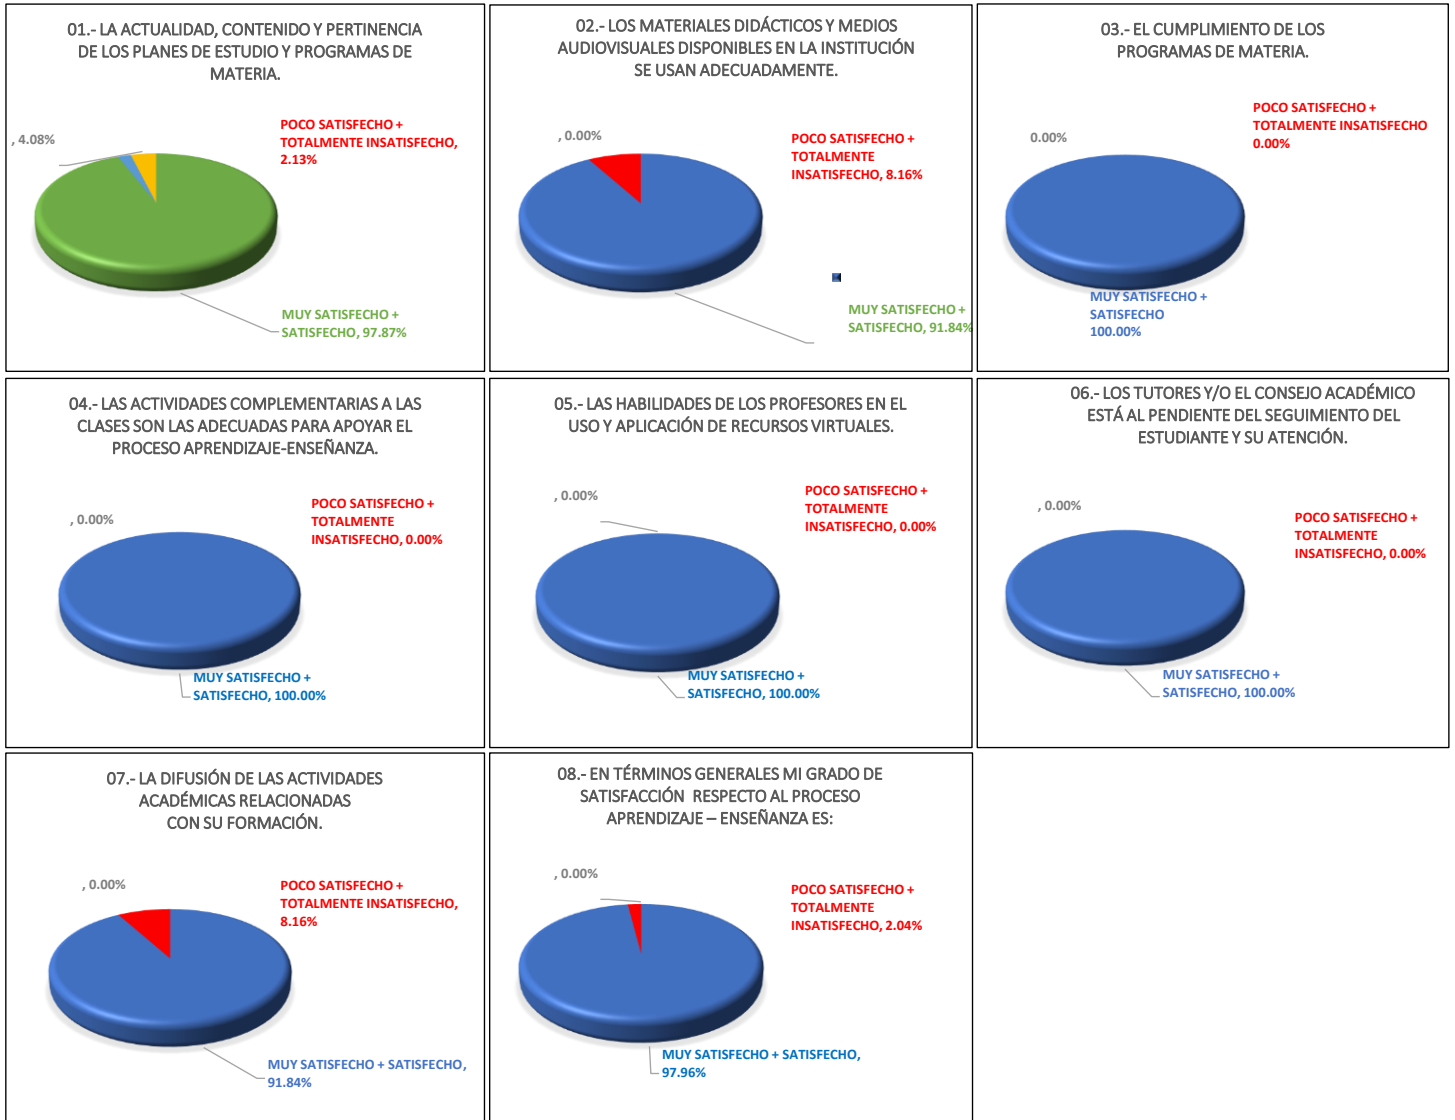 01.- LA ACTUALIDAD, CONTENIDO Y PERTINENCIA
DE LOS PLANES DE ESTUDIO Y PROGRAMAS DE
MATERIA.
, 4.08%
POCO SATISFECHO +
TOTALMENTE INSATISFECHO,
2.13%
MUY SATISFECHO +
SATISFECHO, 97.87%
02.- LOS MATERIALES DIDÁCTICOS Y MEDIOS
AUDIOVISUALES DISPONIBLES EN LA INSTITUCIÓN
SE USAN ADECUADAMENTE.
, 0.00%
POCO SATISFECHO +
TOTALMENTE
INSATISFECHO, 8.16%
MUY SATISFECHO +
SATISFECHO, 91.84%
03.- EL CUMPLIMIENTO DE LOS
PROGRAMAS DE MATERIA.
0.00%
POCO SATISFECHO +
TOTALMENTE INSATISFECHO
0.00%
MUY SATISFECHO +
SATISFECHO
100.00%
04.- LAS ACTIVIDADES COMPLEMENTARIAS A LAS
CLASES SON LAS ADECUADAS PARA APOYAR EL
PROCESO APRENDIZAJE-ENSEÑANZA.
, 0.00%
POCO SATISFECHO +
TOTALMENTE
INSATISFECHO, 0.00%
MUY SATISFECHO +
SATISFECHO, 100.00%
05.- LAS HABILIDADES DE LOS PROFESORES EN EL
USO Y APLICACIÓN DE RECURSOS VIRTUALES.
, 0.00%
POCO SATISFECHO +
TOTALMENTE
INSATISFECHO, 0.00%
MUY SATISFECHO +
SATISFECHO, 100.00%
06.- LOS TUTORES Y/O EL CONSEJO ACADÉMICO
ESTÁ AL PENDIENTE DEL SEGUIMIENTO DEL
ESTUDIANTE Y SU ATENCIÓN.
, 0.00%
POCO SATISFECHO +
TOTALMENTE
INSATISFECHO, 0.00%
MUY SATISFECHO +
SATISFECHO, 100.00%
07.- LA DIFUSIÓN DE LAS ACTIVIDADES
ACADÉMICAS RELACIONADAS
CON SU FORMACIÓN.
, 0.00%
POCO SATISFECHO +
TOTALMENTE INSATISFECHO,
8.16%
MUY SATISFECHO + SATISFECHO,
91.84%
08.- EN TÉRMINOS GENERALES MI GRADO DE
SATISFACCIÓN  RESPECTO AL PROCESO
APRENDIZAJE – ENSEÑANZA ES:
, 0.00%
POCO SATISFECHO +
TOTALMENTE
INSATISFECHO, 2.04%
MUY SATISFECHO + SATISFECHO,
97.96%